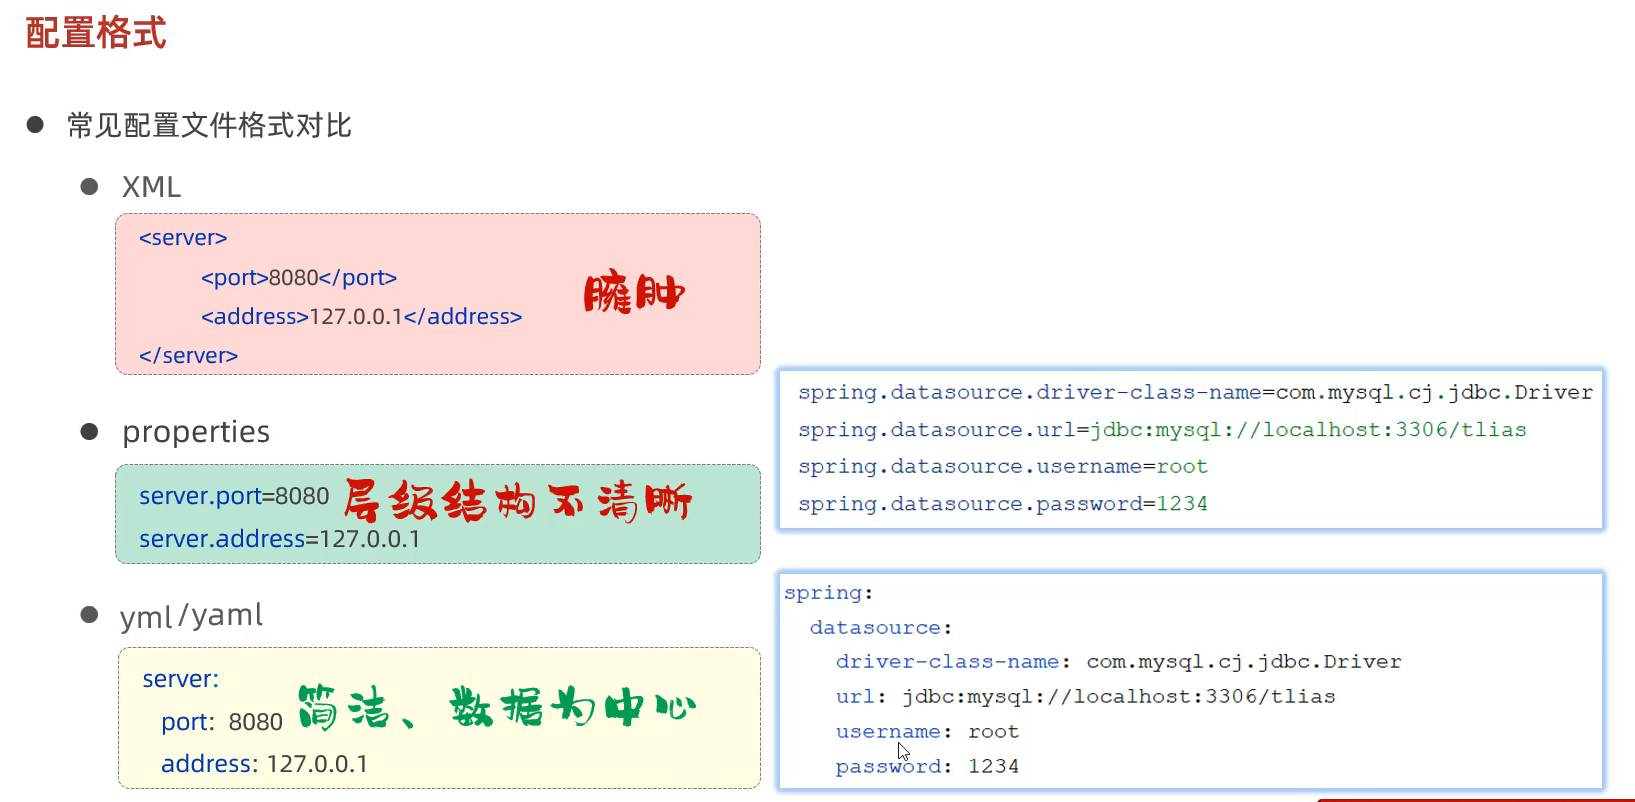 配置格式
常见配置文件格式对比
XML
<server>
<port>8080</port>
<address>127.0.0.1</address>
</server>
臃肿
properties
server.port=8080
server.address=127.0.0.1
层级结构不清晰
spring.datasource.driver-class-name=com.mysql.cj.jdbc.Driver
spring.datasource.url=jdbc:mysql://localhost:3306/tlias
spring.datasource.username=root
spring.datasource.password=1234
yml/yaml
server:
port: 8080
address: 127.0.0.1
简洁、数据为中心
spring:
datasource:
driver-class-name: com.mysql.cj.jdbc.Driver
url: jdbc:mysql://localhost:3306/tlias
username: root
password: 1234